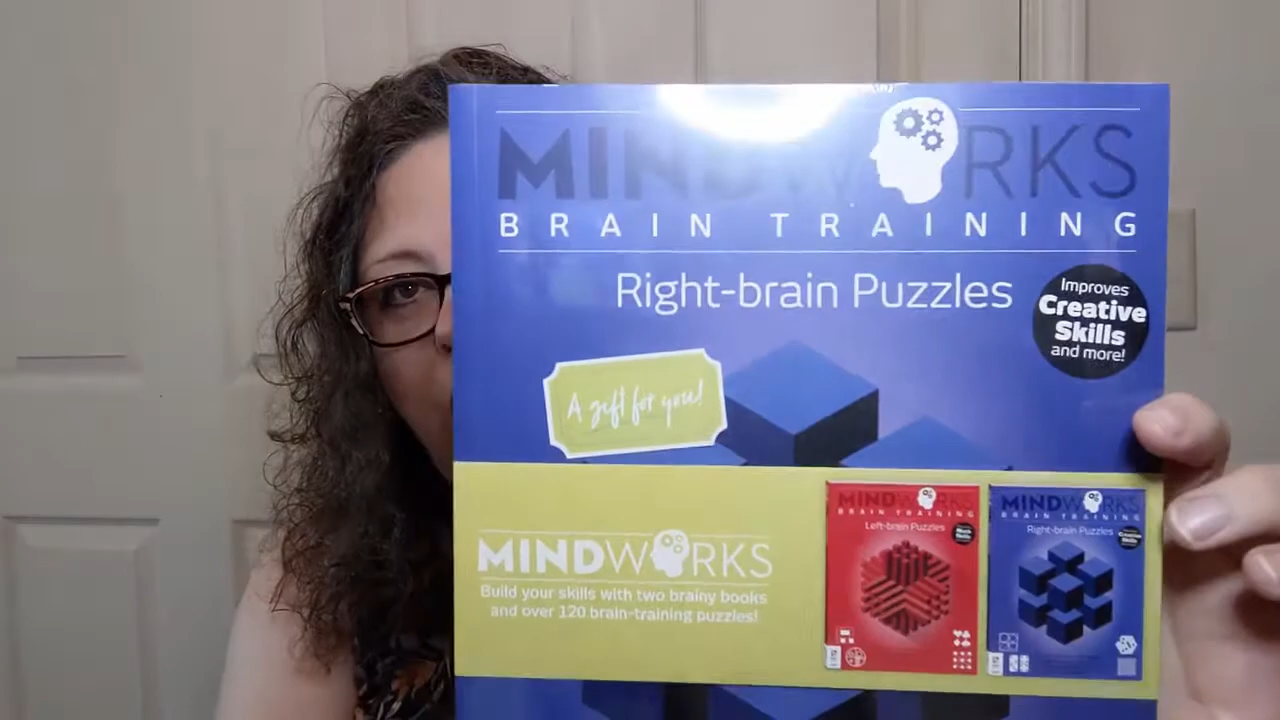 MINDWORKS
BRAIN TRAINING
Right-brain Puzzles
Improves
Creative
Skills
and more!
A gift for you!
MINDWORKS
Build your skills with two brainy books
and over 120 brain-training puzzles!
MINDWORKS
BRAIN TRAINING
Left-brain Puzzles
MINDWORKS
BRAIN TRAINING
Right-brain Puzzles
Creative
Skills